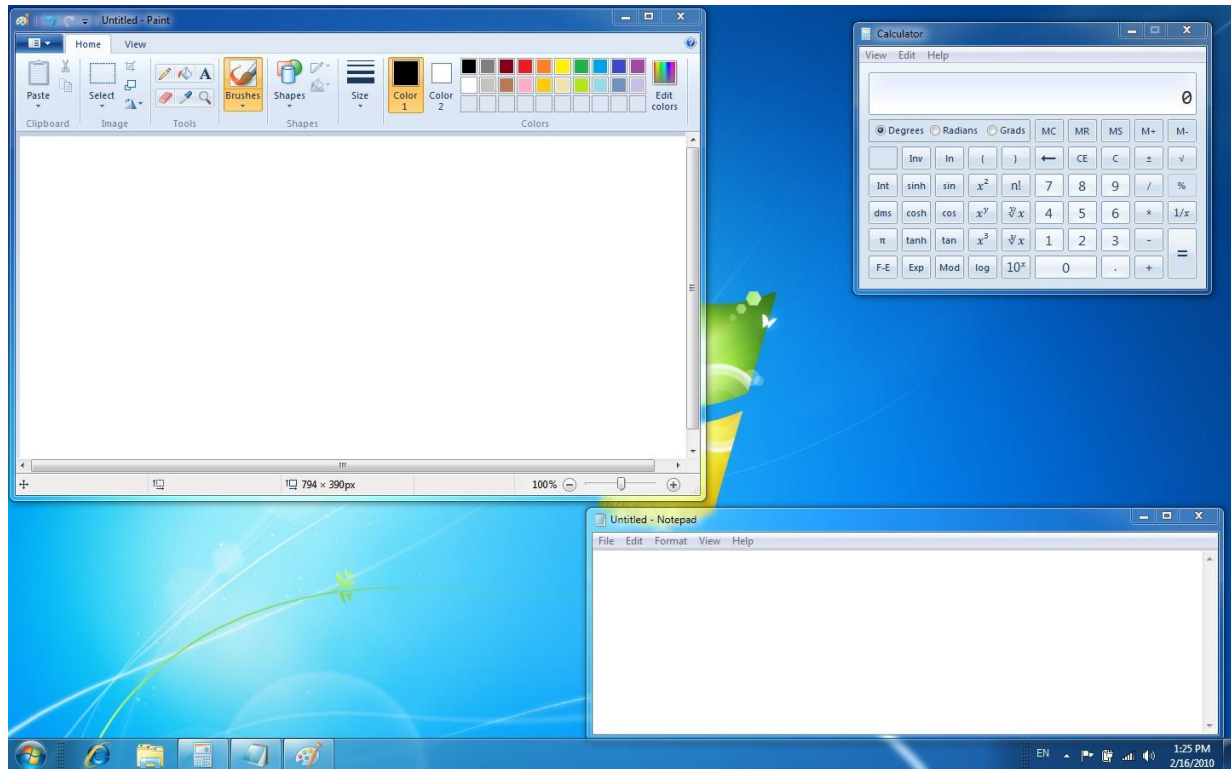 Untitled - Paint
Home View
Paste Select Brushes Shapes Size Color 1 Color 2 Edit colors
Clipboard Image Tools Shapes Colors
794 × 390px 100%
Calculator
View Edit Help
0
Degrees Radians Grads MC MR MS M+ M-
Inv ln ( ) ← CE C ± √
Int sinh sin x² n! 7 8 9 / %
dms cosh cos xʸ ʸ√x 4 5 6 * 1/x
π tanh tan x³ ³√x 1 2 3 - =
F-E Exp Mod log 10ˣ 0 . +
Untitled - Notepad
File Edit Format View Help
EN 1:25 PM
2/16/2010